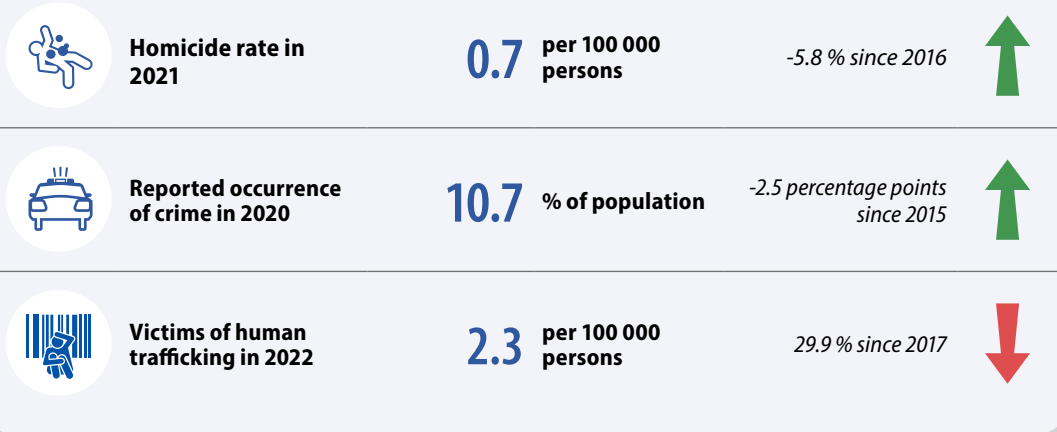 Homicide rate in
2021
0.7
per 100 000
persons
-5.8 % since 2016
Reported occurrence
of crime in 2020
10.7
% of population
-2.5 percentage points
since 2015
Victims of human
trafficking in 2022
2.3
per 100 000
persons
29.9 % since 2017